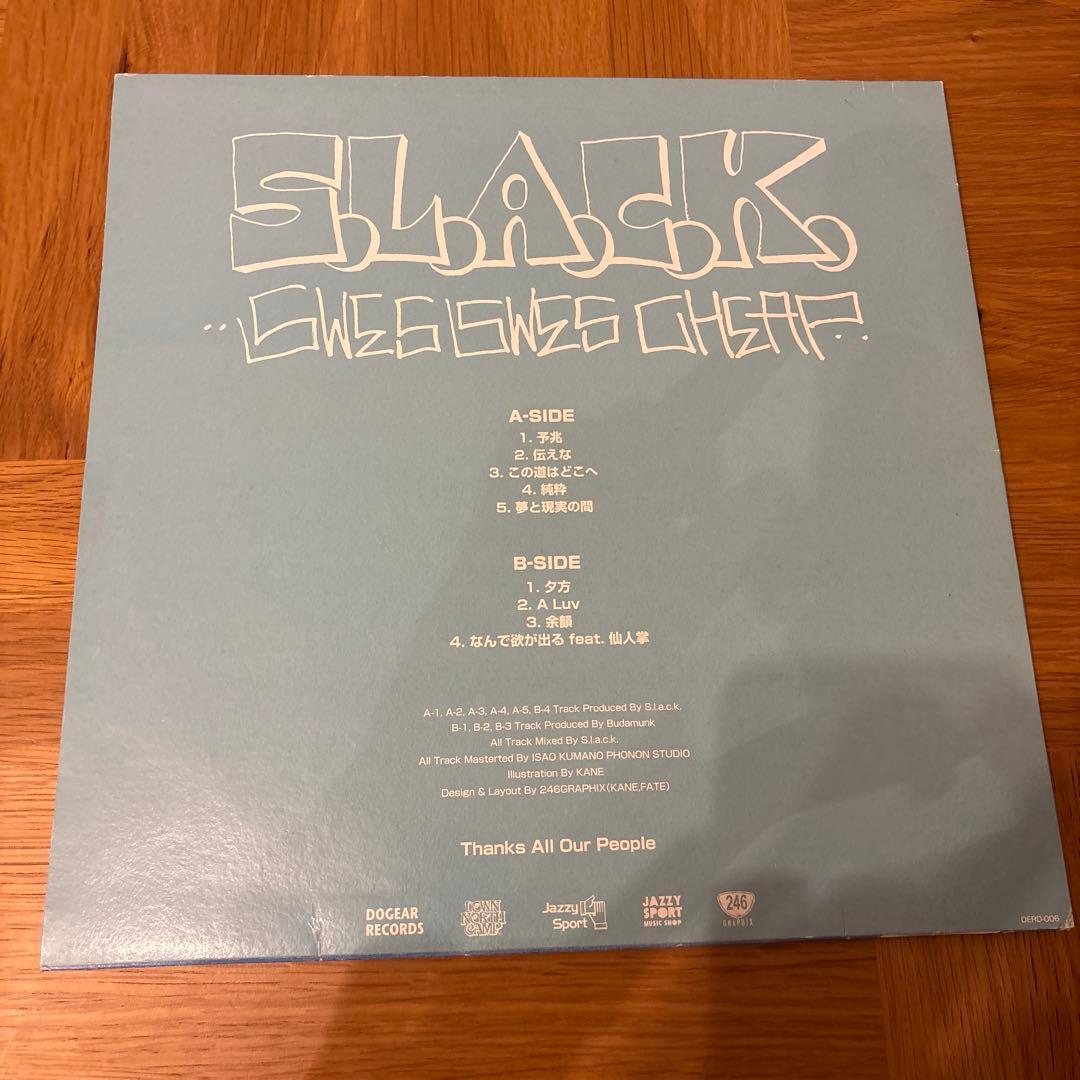 S.L.A.C.K.
"SWES SWES CHEAP"
A-SIDE
1. 予兆
2. 伝えな
3. この道はどこへ
4. 純粋
5. 夢と現実の間
B-SIDE
1. 夕方
2. A Luv
3. 余韻
4. なんで欲が出る feat. 仙人掌
A-1, A-2, A-3, A-4, A-5, B-4 Track Produced By S.l.a.c.k.
B-1, B-2, B-3 Track Produced By Budamunk
All Track Mixed By S.l.a.c.k.
All Track Masterted By ISAO KUMANO PHONON STUDIO
Illustration By KANE
Design & Layout By 246GRAPHIX(KANE,FATE)
Thanks All Our People
DOGEAR
RECORDS
DOWN
NORTH
CAMP
Jazzy
Sport
JAZZY
SPORT
MUSIC SHOP
246
GRAPHIX
DERD-006